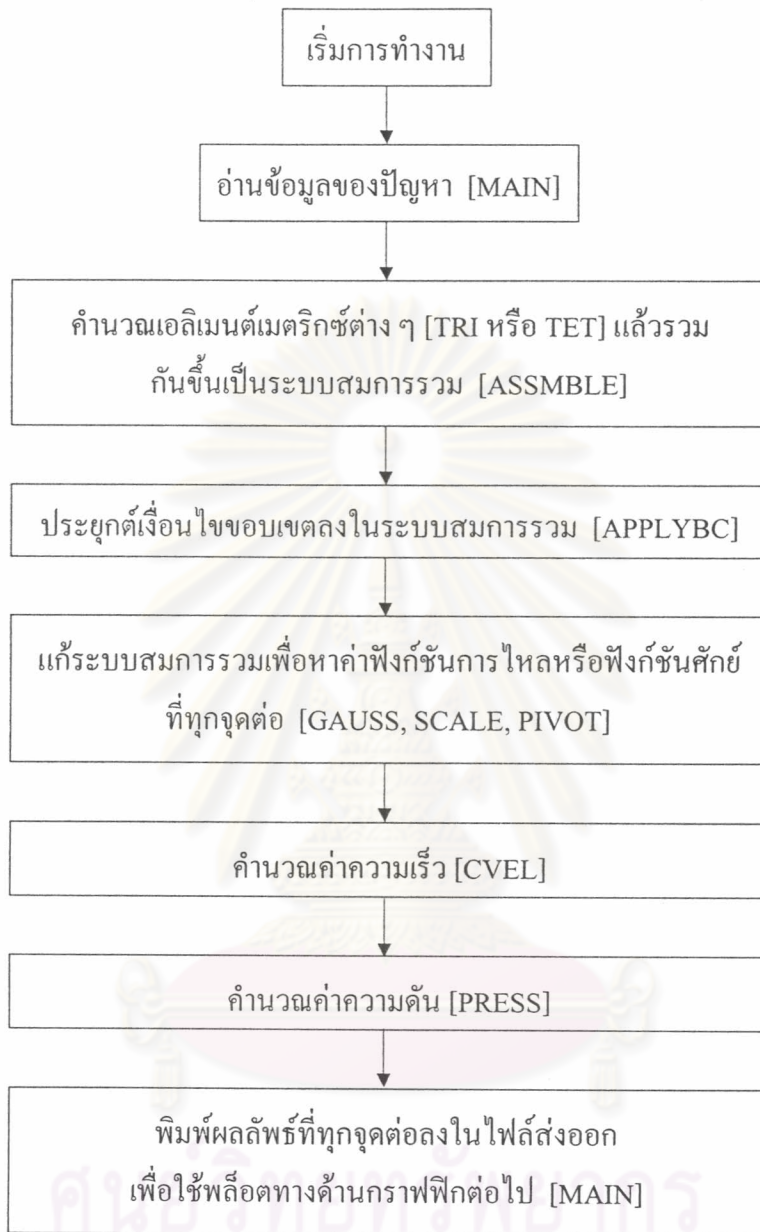 เริ่มการทำงาน
อ่านข้อมูลของปัญหา [MAIN]
คำนวณเอลิเมนต์เมตริกซ์ต่าง ๆ [TRI หรือ TET] แล้วรวม
กันขึ้นเป็นระบบสมการรวม [ASSMBLE]
ประยุกต์เงื่อนไขขอบเขตลงในระบบสมการรวม [APPLYBC]
แก้ระบบสมการรวมเพื่อหาค่าฟังก์ชันการไหลหรือฟังก์ชันศักย์
ที่ทุกจุดต่อ [GAUSS, SCALE, PIVOT]
คำนวณค่าความเร็ว [CVEL]
คำนวณค่าความดัน [PRESS]
พิมพ์ผลลัพธ์ที่ทุกจุดต่อลงในไฟล์ส่งออก
เพื่อใช้พล็อตทางด้านกราฟฟิกต่อไป [MAIN]
ศูนย์วิทยทรัพยากร